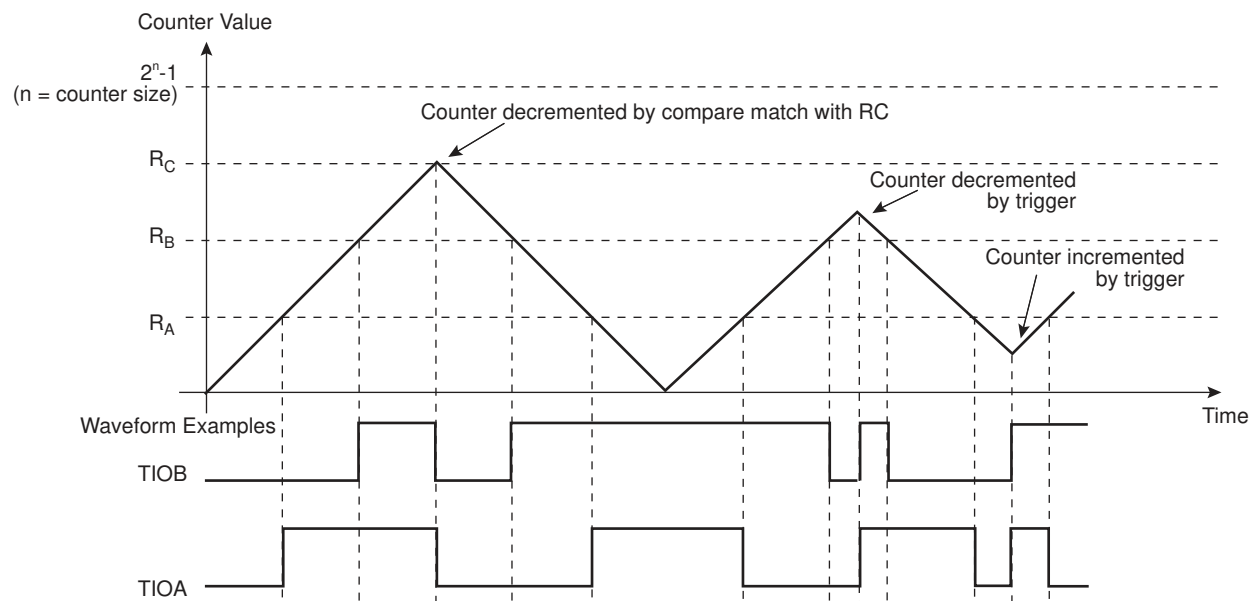 Counter Value
2ⁿ-1
(n = counter size)
Counter decremented by compare match with RC
R_C
Counter decremented
by trigger
R_B
Counter incremented
by trigger
R_A
Time
Waveform Examples
TIOB
TIOA